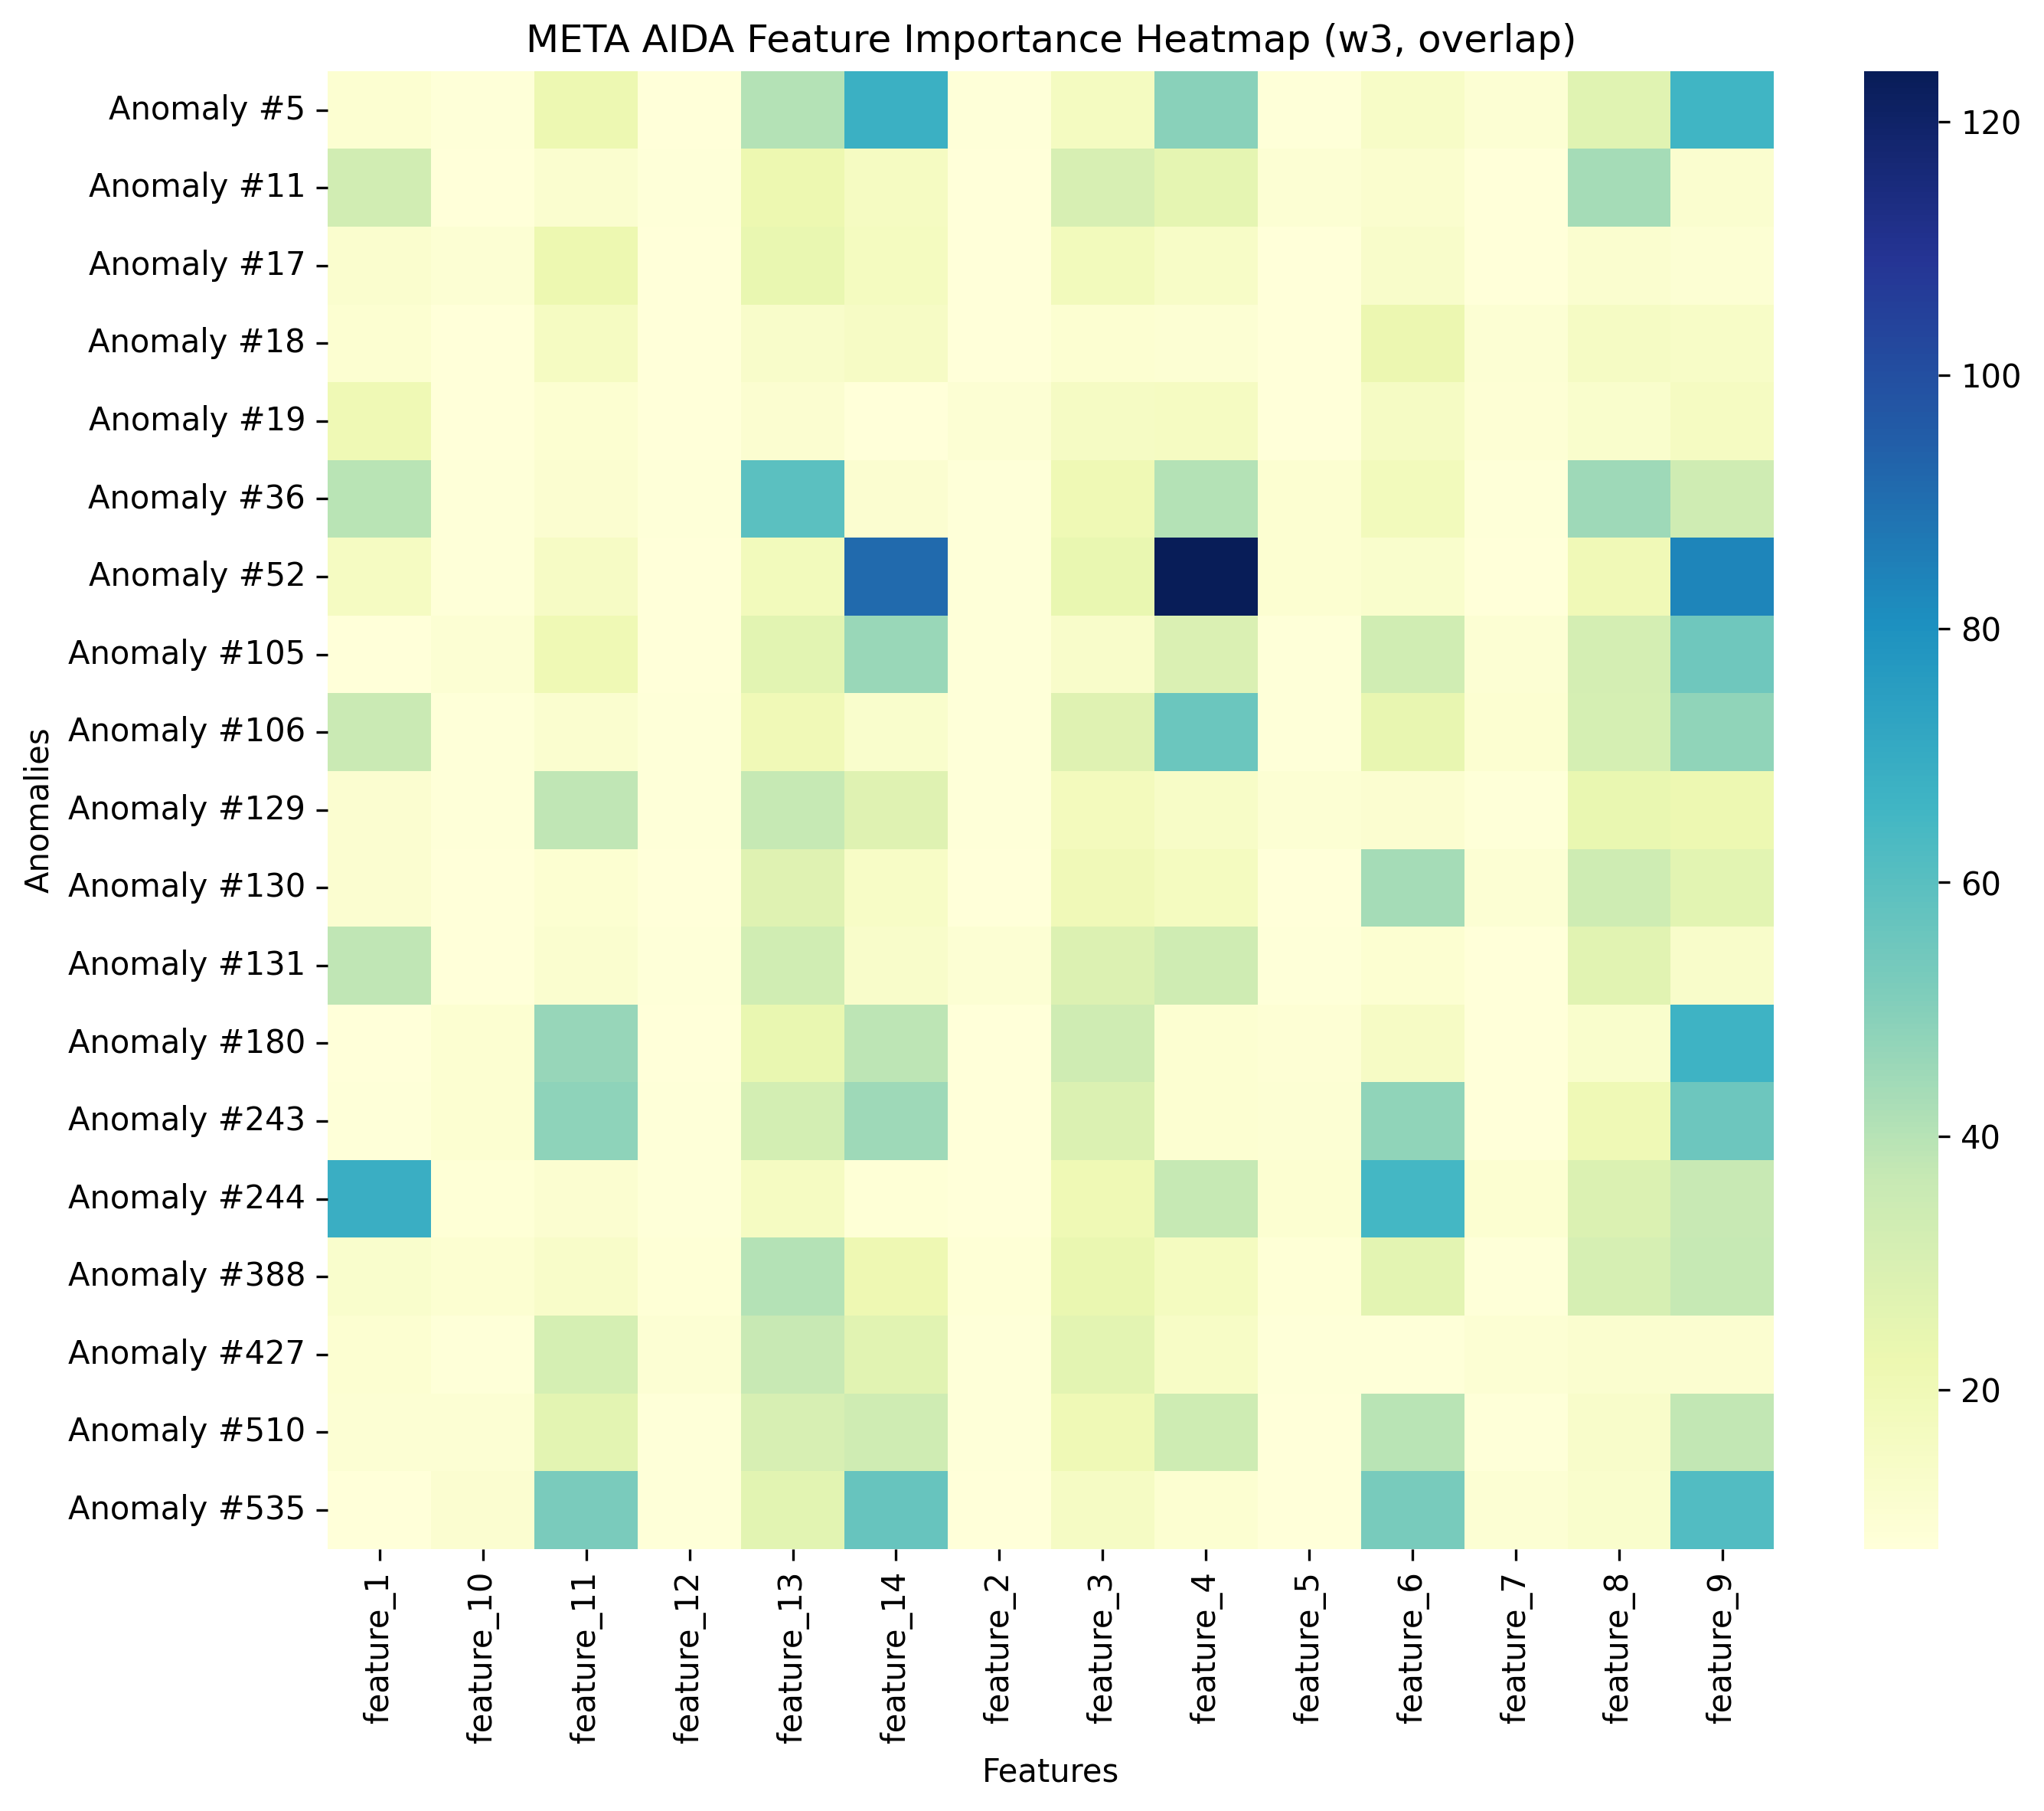 META AIDA Feature Importance Heatmap (w3, overlap)
Anomalies
Anomaly #5
Anomaly #11
Anomaly #17
Anomaly #18
Anomaly #19
Anomaly #36
Anomaly #52
Anomaly #105
Anomaly #106
Anomaly #129
Anomaly #130
Anomaly #131
Anomaly #180
Anomaly #243
Anomaly #244
Anomaly #388
Anomaly #427
Anomaly #510
Anomaly #535
feature_1
feature_10
feature_11
feature_12
feature_13
feature_14
feature_2
feature_3
feature_4
feature_5
feature_6
feature_7
feature_8
feature_9
Features
120
100
80
60
40
20